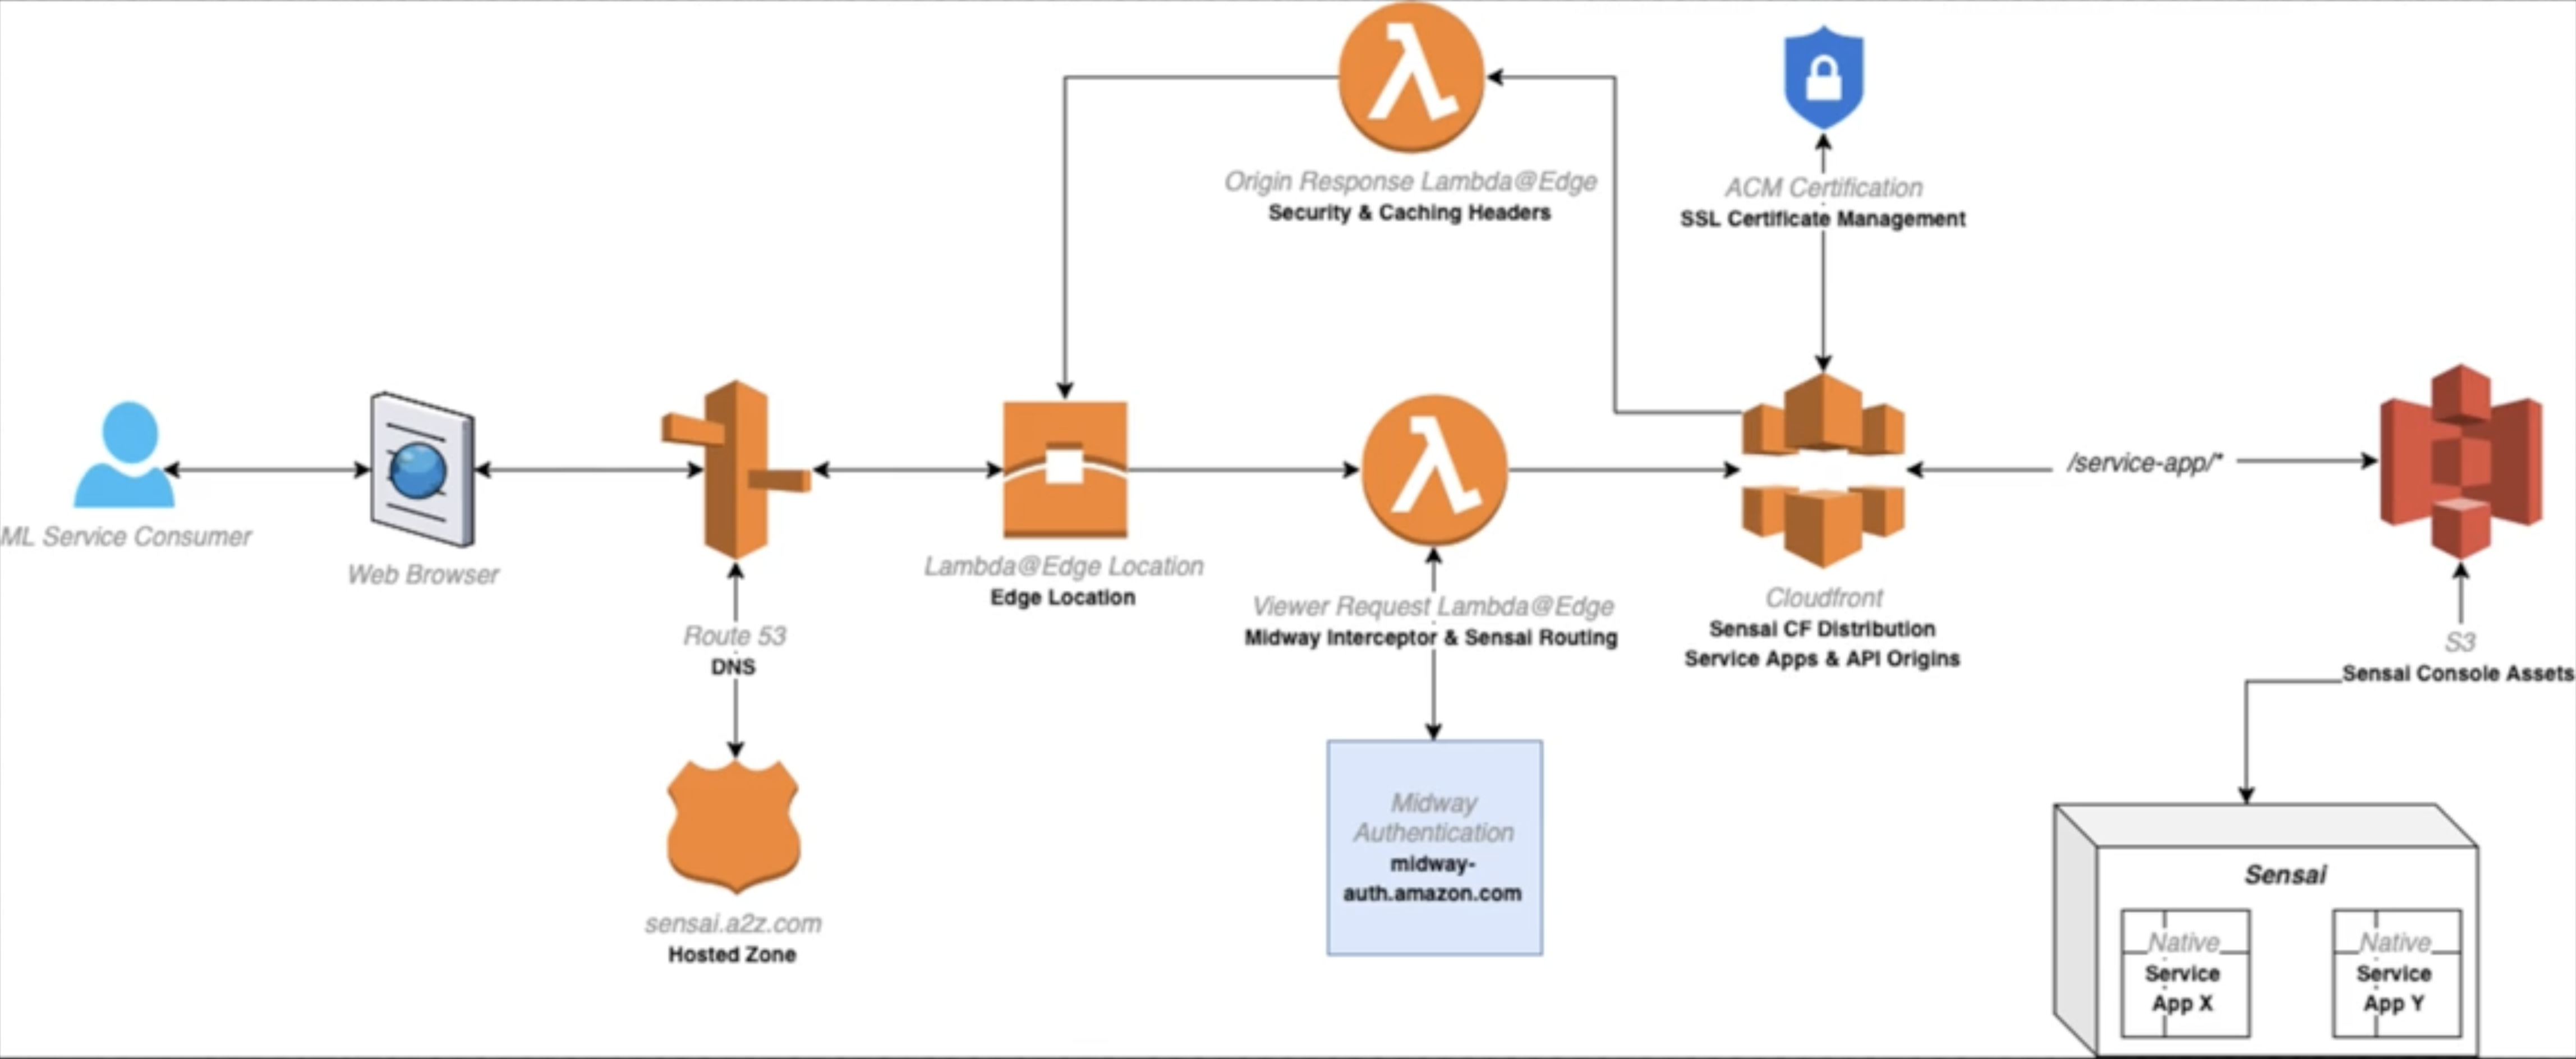 Origin Response Lambda@Edge
Security & Caching Headers
ACM Certification
SSL Certificate Management
ML Service Consumer
Web Browser
Route 53
DNS
sensai.a2z.com
Hosted Zone
Lambda@Edge Location
Edge Location
Viewer Request Lambda@Edge
Midway Interceptor & Sensai Routing
Midway
Authentication
midway-
auth.amazon.com
Cloudfront
Sensai CF Distribution
Service Apps & API Origins
/service-app/*
S3
Sensai Console Assets
Sensai
Native
Service
App X
Native
Service
App Y